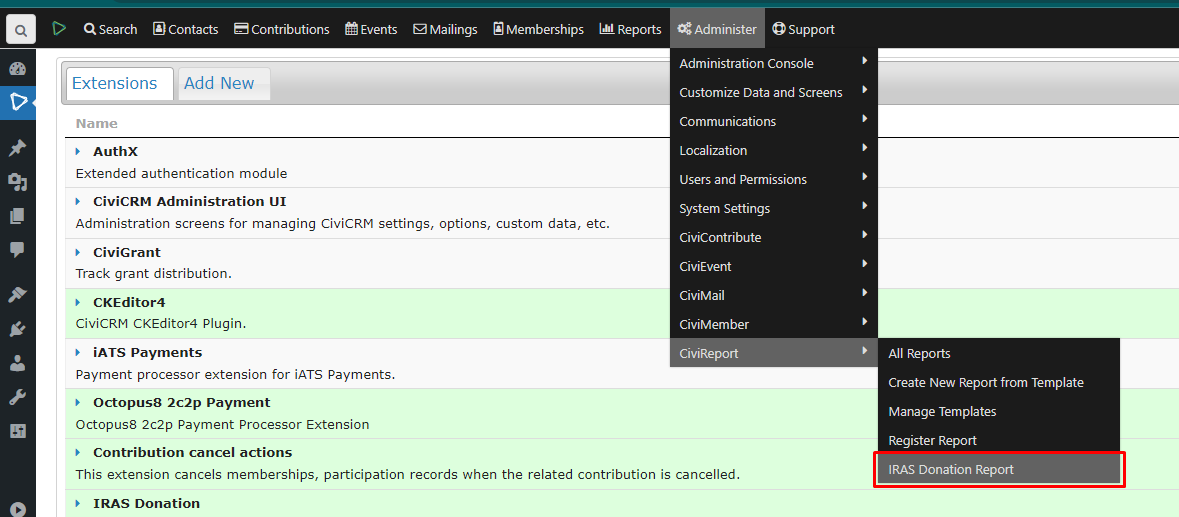 Search Contacts Contributions Events Mailings Memberships Reports Administer Support
Extensions Add New
Name
AuthX
Extended authentication module
CiviCRM Administration UI
Administration screens for managing CiviCRM settings, options, custom data, etc.
CiviGrant
Track grant distribution.
CKEditor4
CiviCRM CKEditor4 Plugin.
iATS Payments
Payment processor extension for iATS Payments.
Octopus8 2c2p Payment
Octopus8 2c2p Payment Processor Extension
Contribution cancel actions
This extension cancels memberships, participation records when the related contribution is cancelled.
IRAS Donation
Administration Console
Customize Data and Screens
Communications
Localization
Users and Permissions
System Settings
CiviContribute
CiviEvent
CiviMail
CiviMember
CiviReport
All Reports
Create New Report from Template
Manage Templates
Register Report
IRAS Donation Report